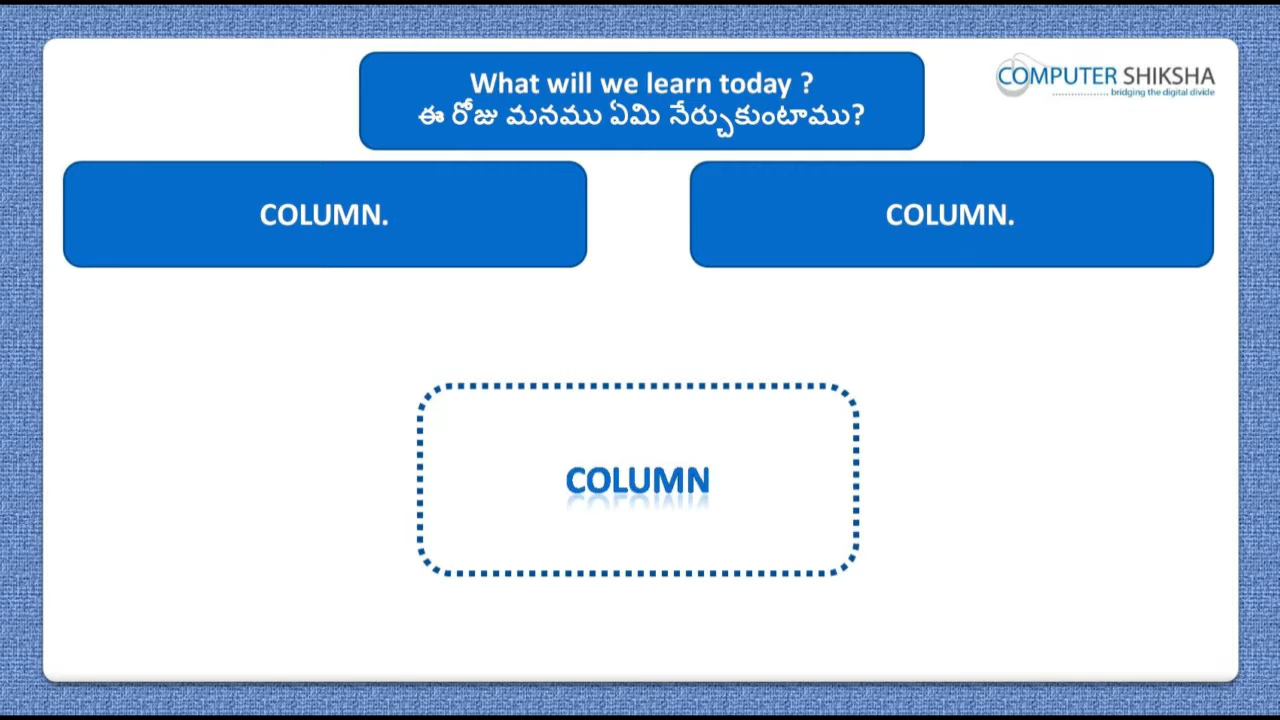 What will we learn today ?
ఈ రోజు మనము ఏమి నేర్చుకుంటాము?
COMPUTER SHIKSHA
bridging the digital divide
COLUMN.
COLUMN.
COLUMN